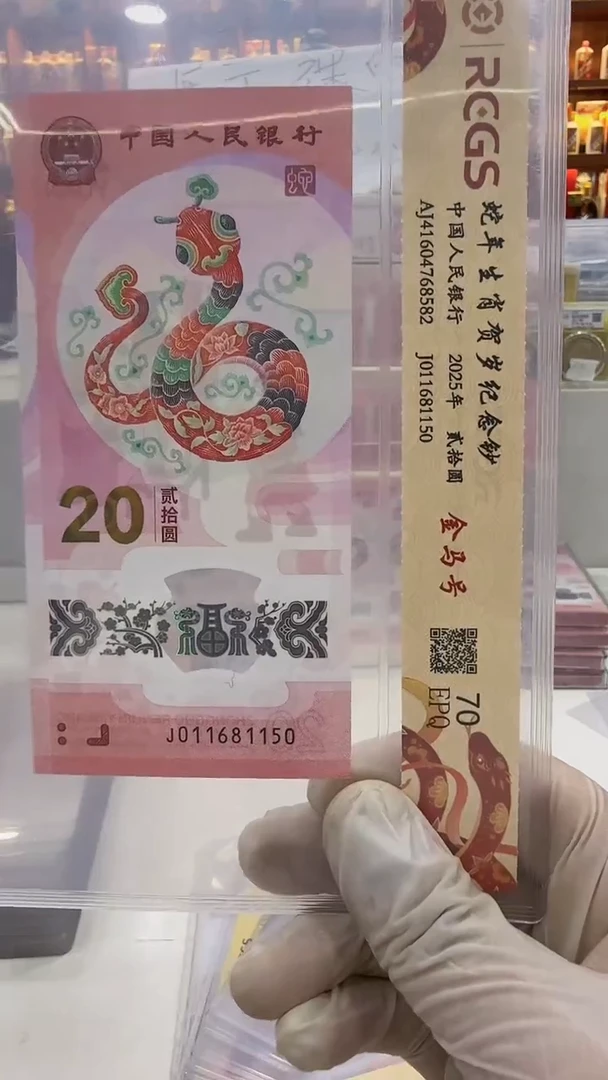 中国人民银行
蛇
20
贰拾圆
福
J011681150
RCGS
蛇年生肖贺岁纪念钞
中国人民银行 2025年 贰拾圆
AJ41604768582 J011681150
金马号
70
EPQ